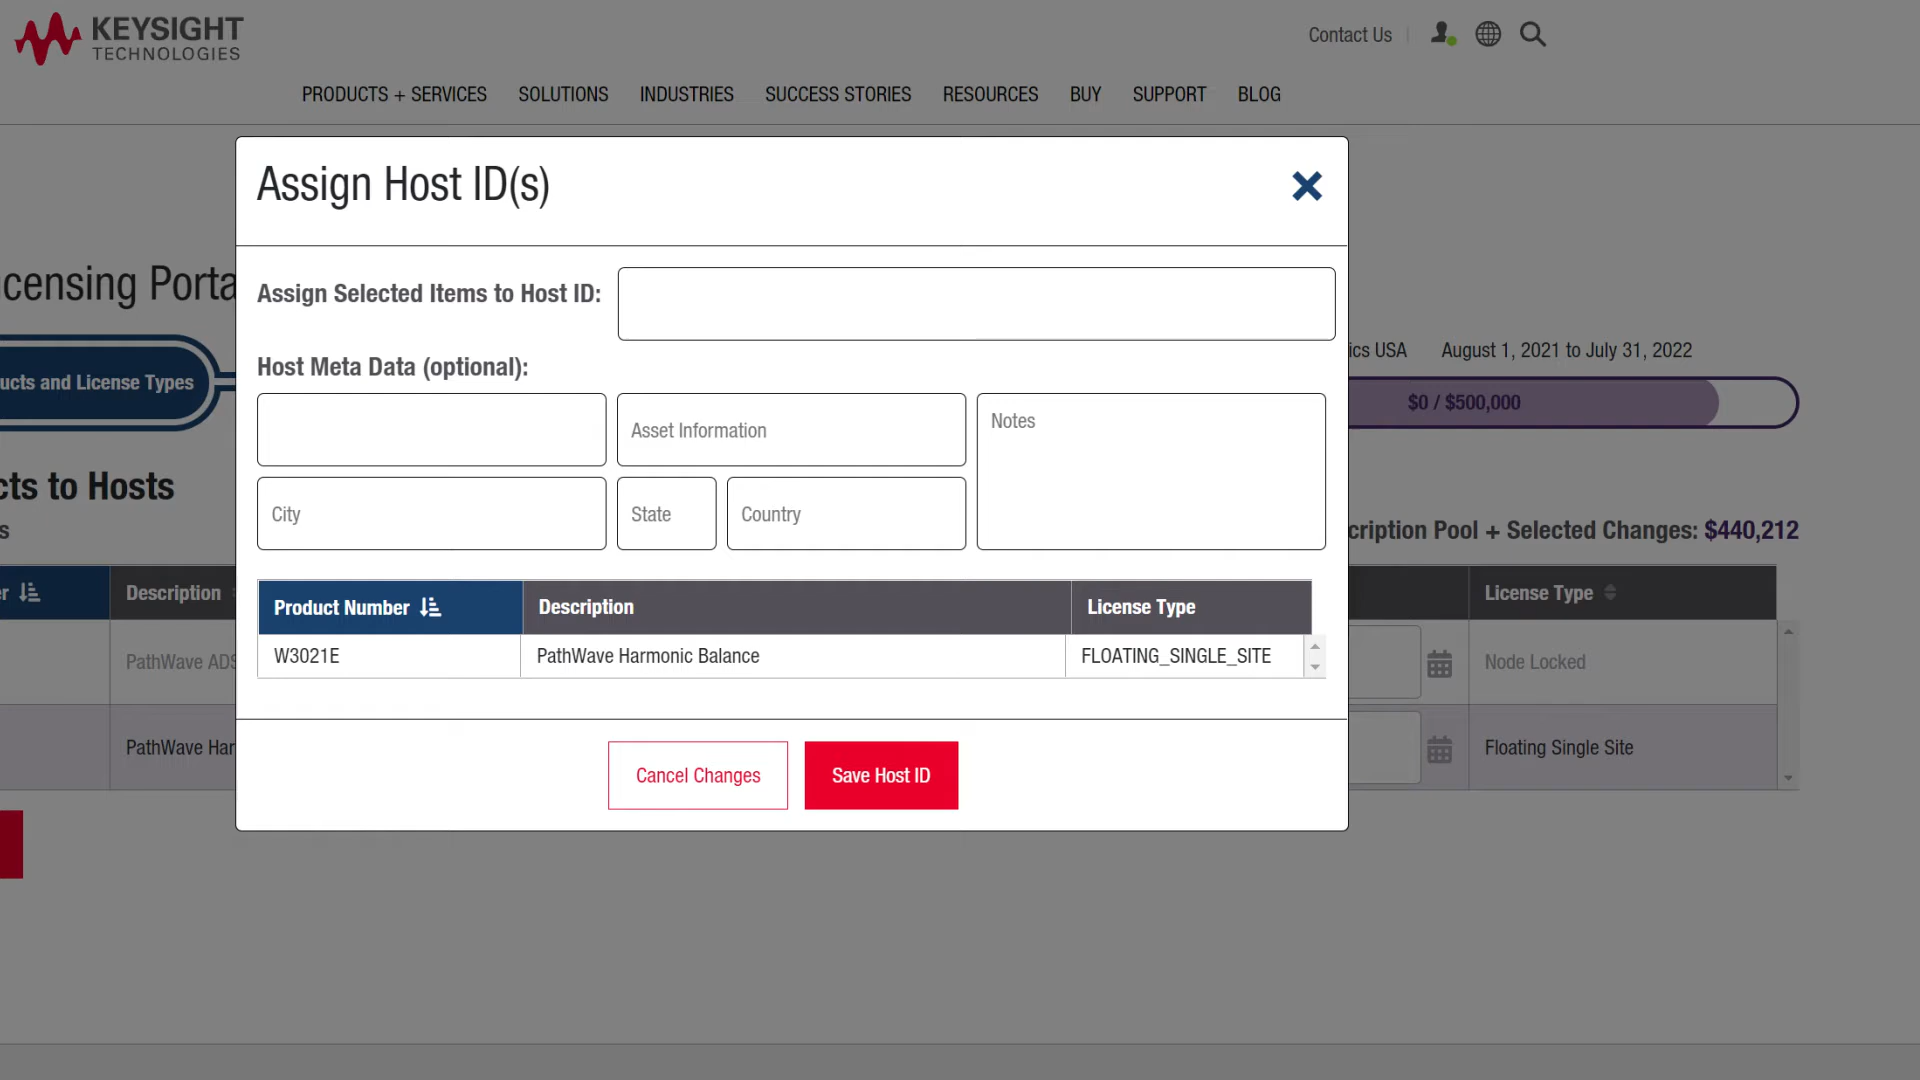 KEYSIGHT
TECHNOLOGIES
Contact Us
PRODUCTS + SERVICES
SOLUTIONS
INDUSTRIES
SUCCESS STORIES
RESOURCES
BUY
SUPPORT
BLOG
Assign Host ID(s)
censing Porta
Assign Selected Items to Host ID:
ics USA
August 1, 2021 to July 31, 2022
Host Meta Data (optional):
ucts and License Types
$0 / $500,000
Asset Information
Notes
cts to Hosts
City
State
Country
s
cription Pool + Selected Changes: $440,212
r
Description
Product Number
Description
License Type
License Type
W3021E
PathWave Harmonic Balance
FLOATING_SINGLE_SITE
PathWave ADS
Node Locked
PathWave Har
Floating Single Site
Cancel Changes
Save Host ID